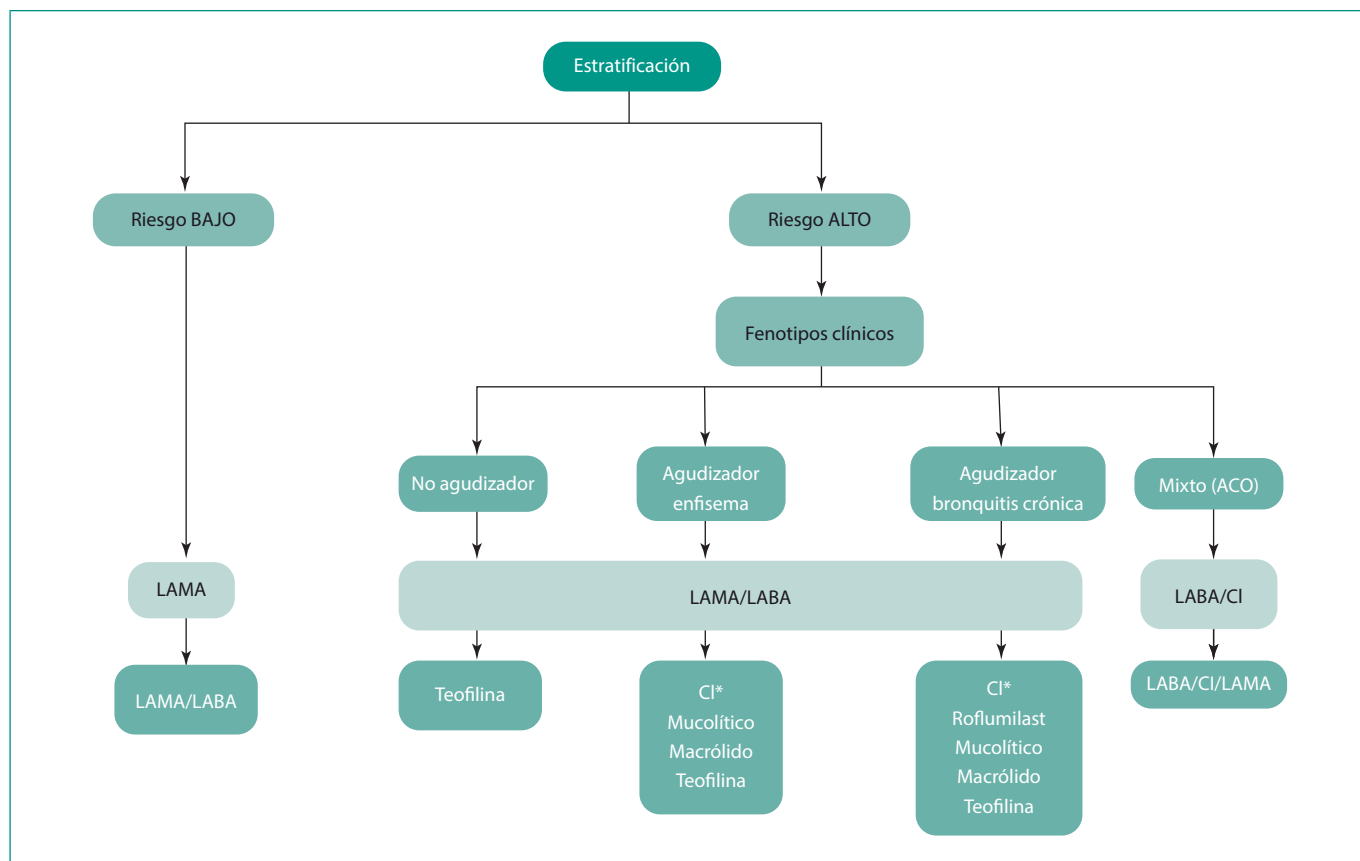 Estratificación
Riesgo BAJO
Riesgo ALTO
Fenotipos clínicos
No agudizador
Agudizador
enfisema
Agudizador
bronquitis crónica
Mixto (ACO)
LAMA
LAMA/LABA
LABA/CI
LAMA/LABA
Teofilina
CI*
Mucolítico
Macrólido
Teofilina
CI*
Roflumilast
Mucolítico
Macrólido
Teofilina
LABA/CI/LAMA